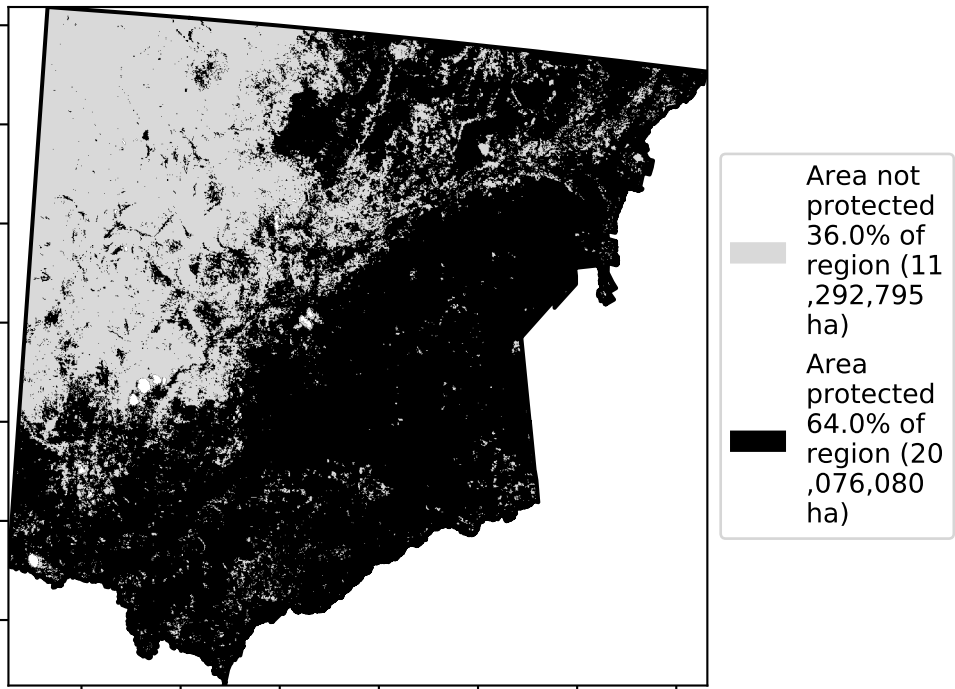 Area not
protected
36.0% of
region (11
,292,795
ha)
Area
protected
64.0% of
region (20
,076,080
ha)